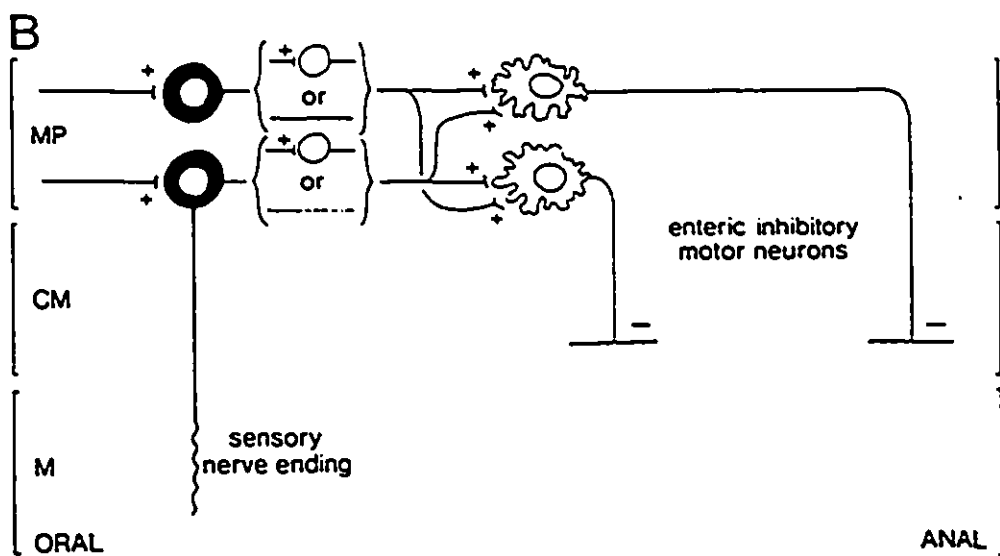 B
+ + +
MP or +
+ + +
or
+ +
enteric inhibitory
motor neurons
CM
− −
sensory
nerve ending
M
ORAL ANAL